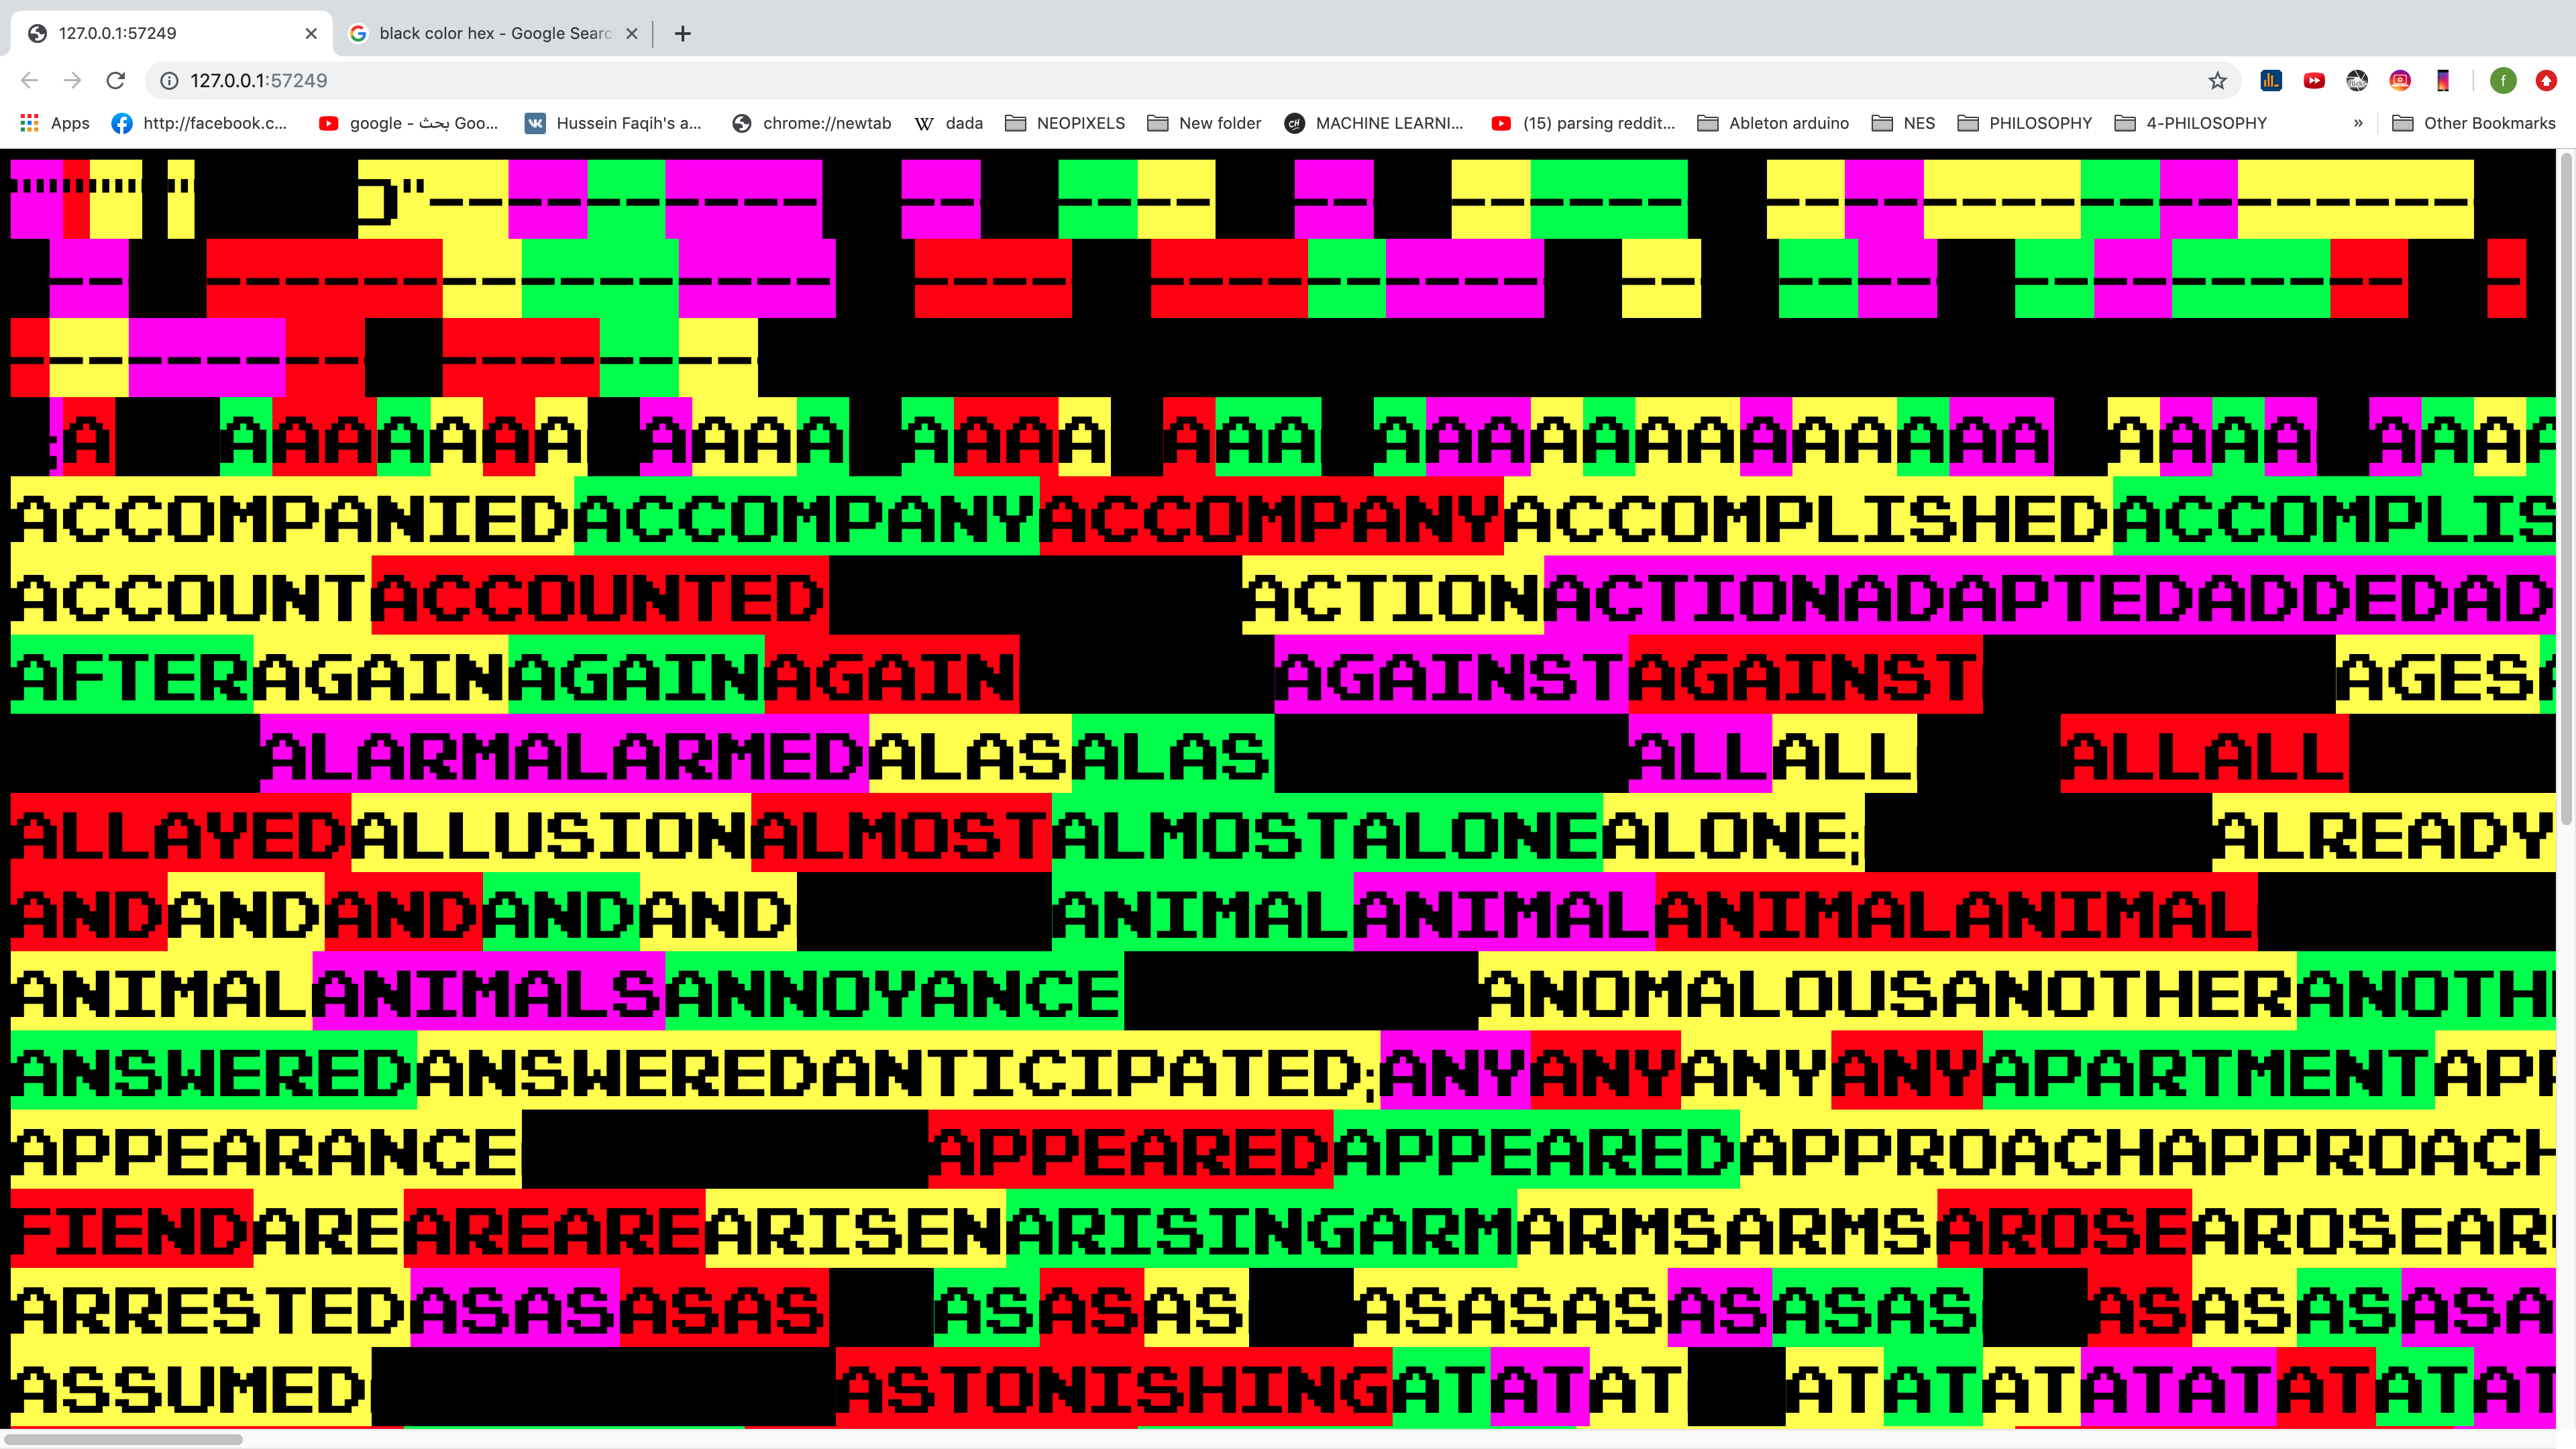 127.0.0.1:57249
black color hex - Google Searc
127.0.0.1:57249
Apps http://facebook.c... google - بحث Goo... Hussein Faqih's a... chrome://newtab dada NEOPIXELS New folder MACHINE LEARNI... (15) parsing reddit... Ableton arduino NES PHILOSOPHY 4-PHILOSOPHY » Other Bookmarks
;A AAAAAAA AAAA AAAA AAA AAAAAAAAAAAAA AAAA AAAA
ACCOMPANIEDACCOMPANYACCOMPANYACCOMPLISHEDACCOMPLIS
ACCOUNTACCOUNTED ACTIONACTIONADAPTEDADDEDAD
AFTERAGAINAGAINAGAIN AGAINSTAGAINST AGES
ALARMALARMEDALASALAS ALLALL ALLALL
ALLAYEDALLUSIONALMOSTALMOSTALONEALONE; ALREADY
ANDANDANDANDAND ANIMALANIMALANIMALANIMAL
ANIMALANIMALSANNOYANCE ANOMALOUSANOTHERANOTH
ANSWEREDANSWEREDANTICIPATED;ANYANYANYANYAPARTMENTAPP
APPEARANCE APPEAREDAPPEAREDAPPROACHAPPROACH
FIENDAREAREAREARISENARISINGARMARMSARMSAROSEAROSEAR
ARRESTEDASASASAS ASASAS ASASASASASAS ASASASASA
ASSUMED ASTONISHINGATATAT ATATATATATATATAT